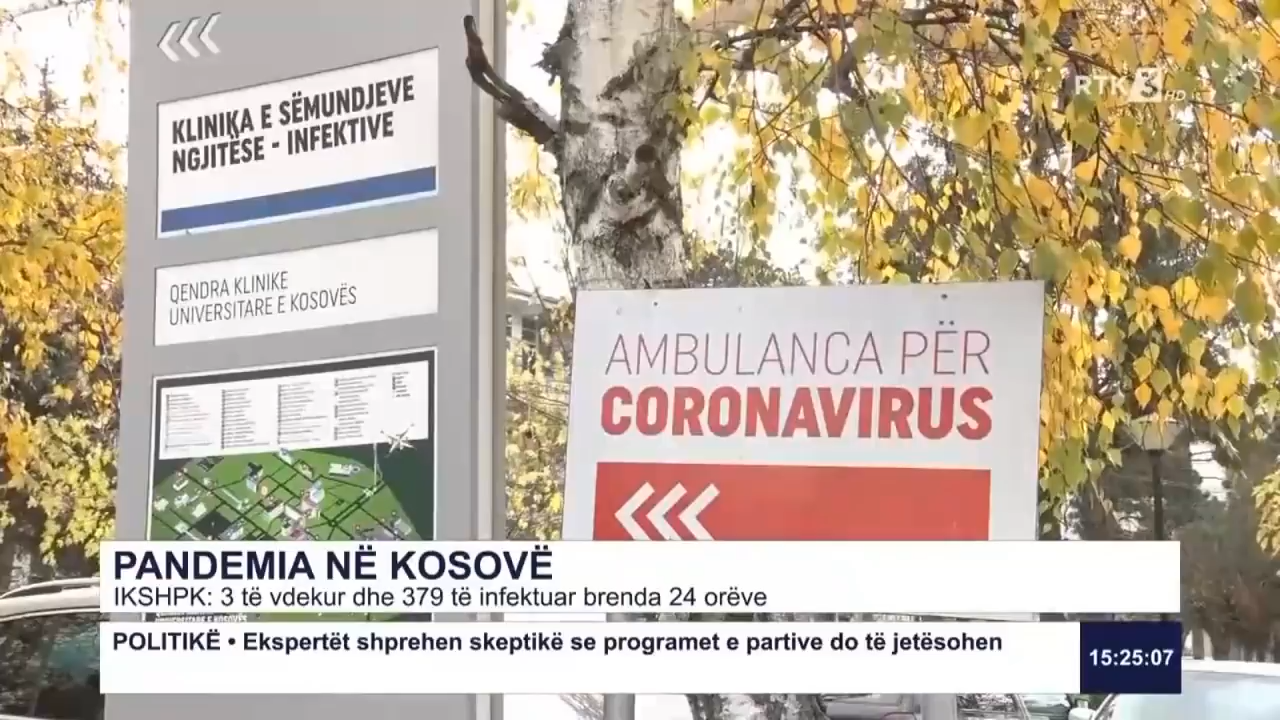 KLINIKA E SËMUNDJEVE
NGJITËSE - INFEKTIVE
QENDRA KLINIKE
UNIVERSITARE E KOSOVËS
AMBULANCA PËR
CORONAVIRUS
RTK 3 HD
PANDEMIA NË KOSOVË
IKSHPK: 3 të vdekur dhe 379 të infektuar brenda 24 orëve
POLITIKË • Ekspertët shprehen skeptikë se programet e partive do të jetësohen
15:25:07